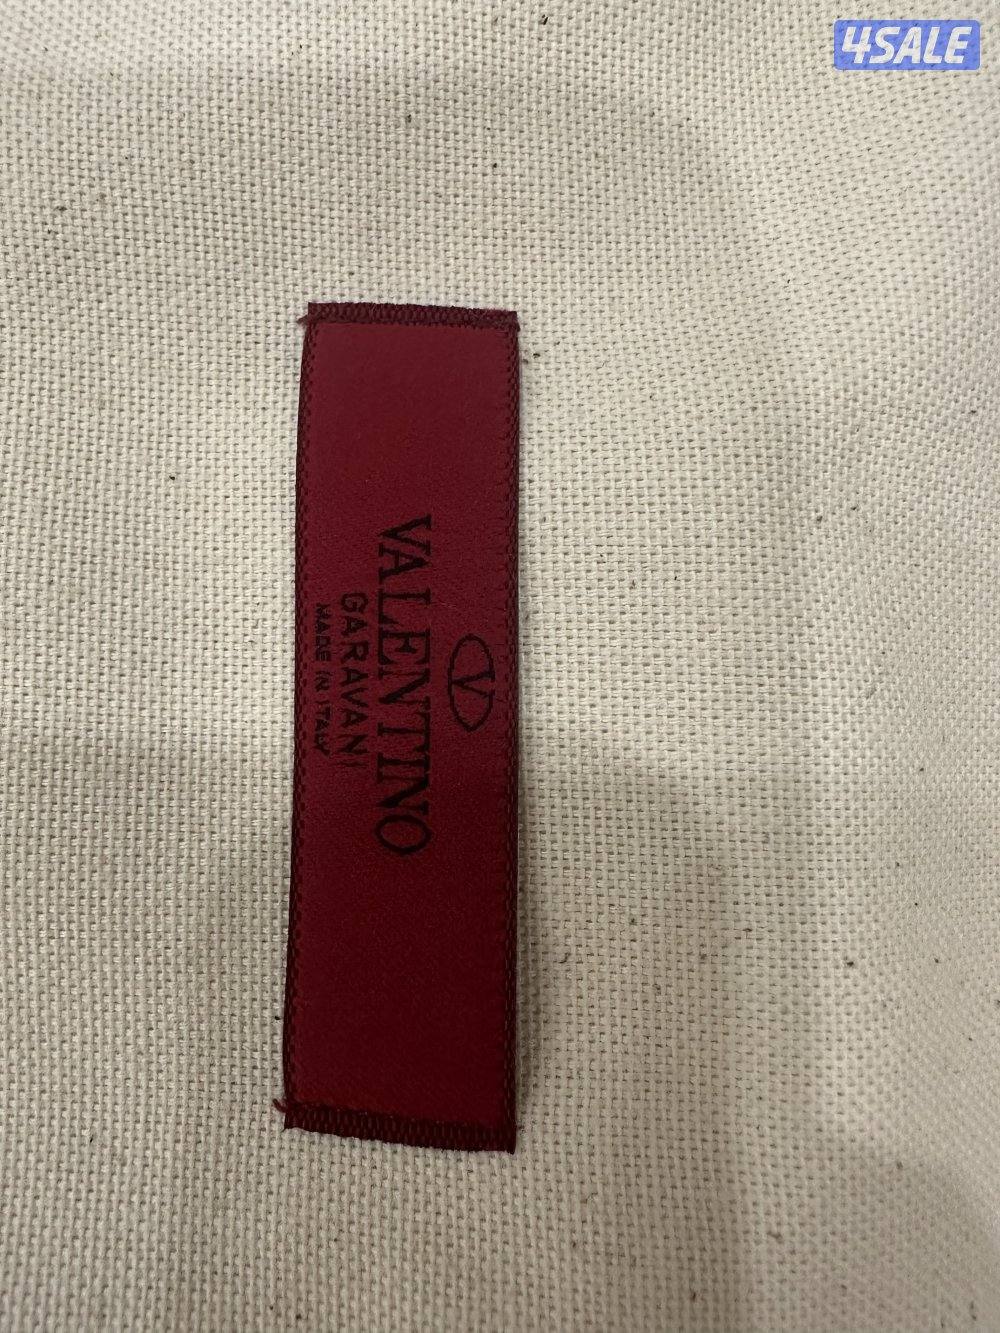 4SALE
V
VALENTINO
GARAVANI
MADE IN ITALY